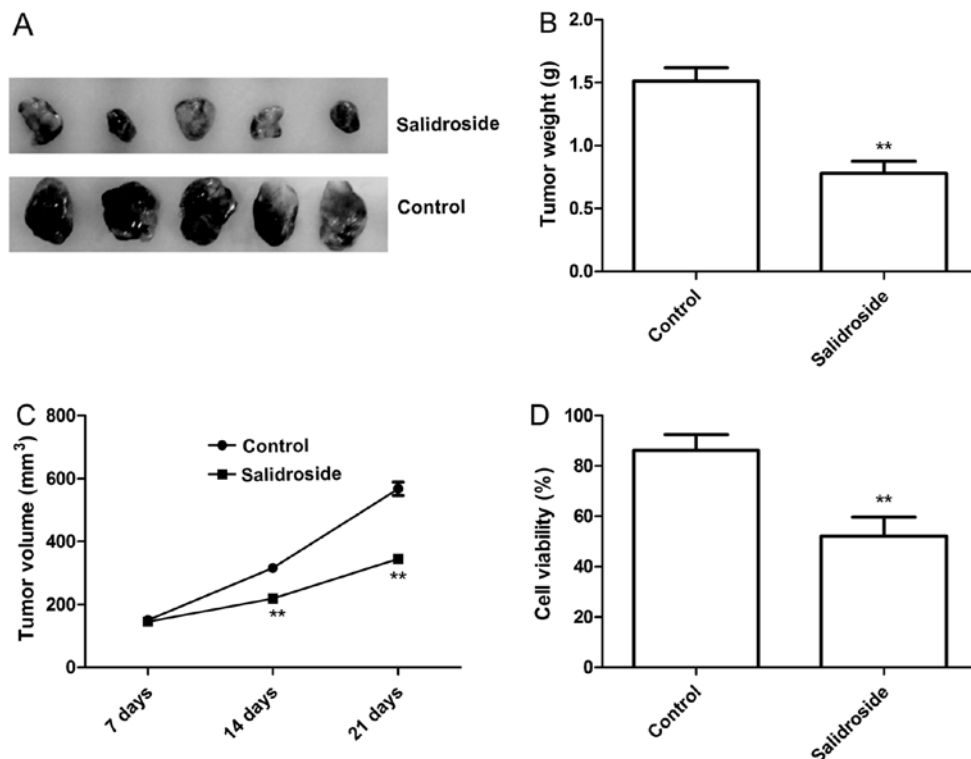 A
Salidroside
Control
B
Tumor weight (g)
2.0
1.5
1.0
0.5
0.0
**
Control
Salidroside
C
Tumor volume (mm³)
800
600
400
200
0
Control
Salidroside
**
**
7 days
14 days
21 days
D
Cell viability (%)
100
80
60
40
20
0
**
Control
Salidroside